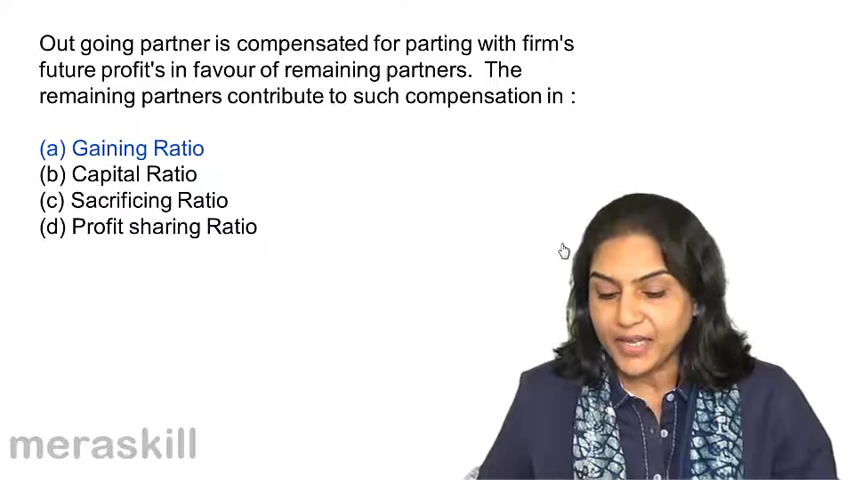 Out going partner is compensated for parting with firm's
future profit's in favour of remaining partners.  The
remaining partners contribute to such compensation in :
(a) Gaining Ratio
(b) Capital Ratio
(c) Sacrificing Ratio
(d) Profit sharing Ratio
meraskill